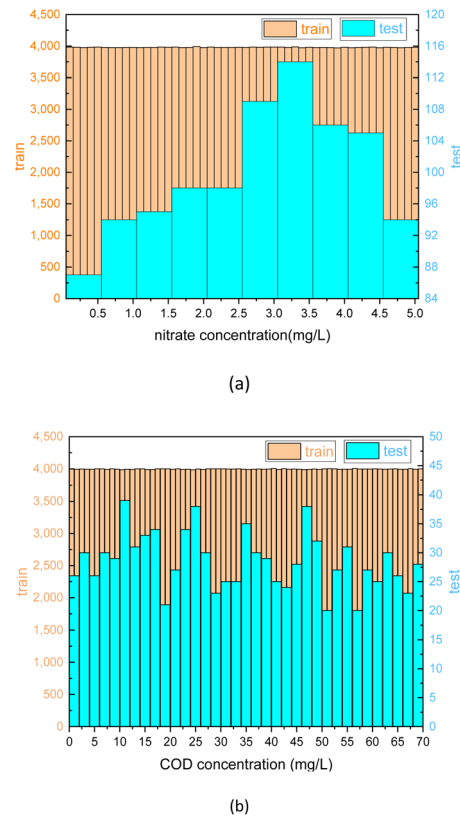 4,500
4,000
3,500
3,000
2,500
2,000
1,500
1,000
500
0
train
train
test
120
116
112
108
104
100
96
92
88
84
test
0.5 1.0 1.5 2.0 2.5 3.0 3.5 4.0 4.5 5.0
nitrate concentration(mg/L)
(a)
4,500
4,000
3,500
3,000
2,500
2,000
1,500
1,000
500
0
train
train
test
50
45
40
35
30
25
20
15
10
5
0
test
0 5 10 15 20 25 30 35 40 45 50 55 60 65 70
COD concentration (mg/L)
(b)